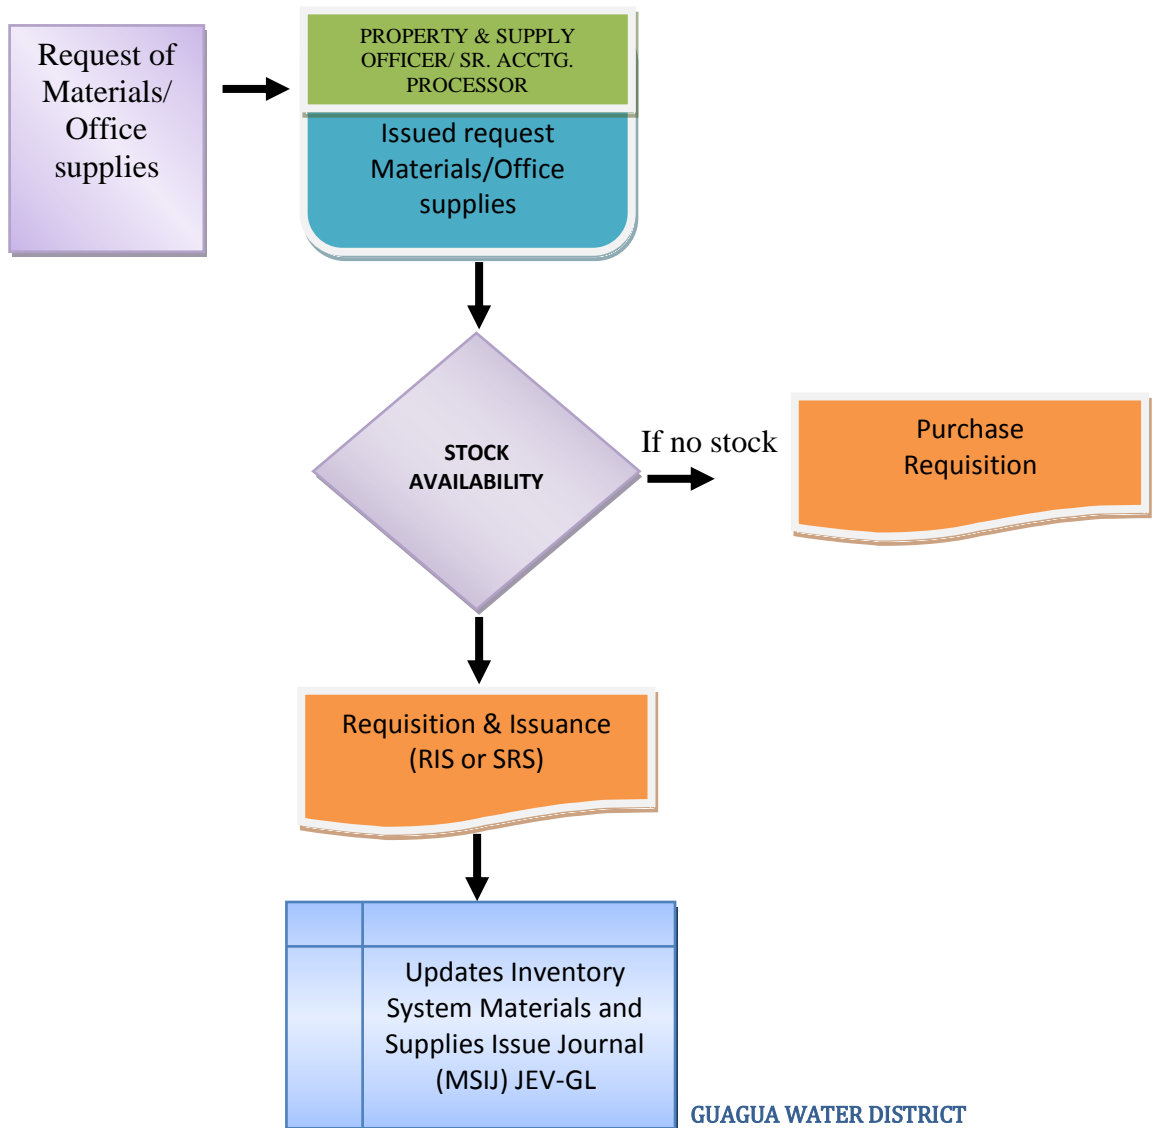 Request of
Materials/
Office
supplies
PROPERTY & SUPPLY
OFFICER/ SR. ACCTG.
PROCESSOR
Issued request
Materials/Office
supplies
STOCK
AVAILABILITY
If no stock
Purchase
Requisition
Requisition & Issuance
(RIS or SRS)
Updates Inventory
System Materials and
Supplies Issue Journal
(MSIJ) JEV-GL
GUAGUA WATER DISTRICT